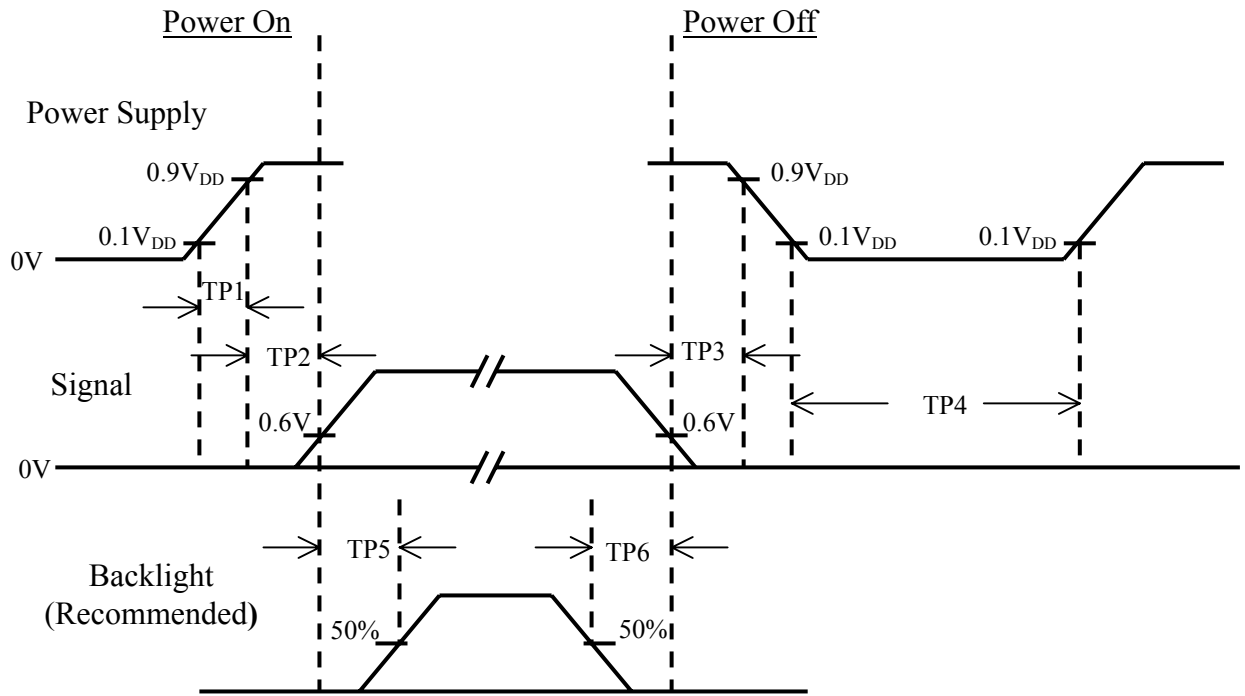 Power On
Power Off
Power Supply
0.9VDD
0.9VDD
0.1VDD
0.1VDD
0.1VDD
0V
TP1
TP2
TP3
Signal
TP4
0.6V
0.6V
0V
TP5
TP6
Backlight
(Recommended)
50%
50%